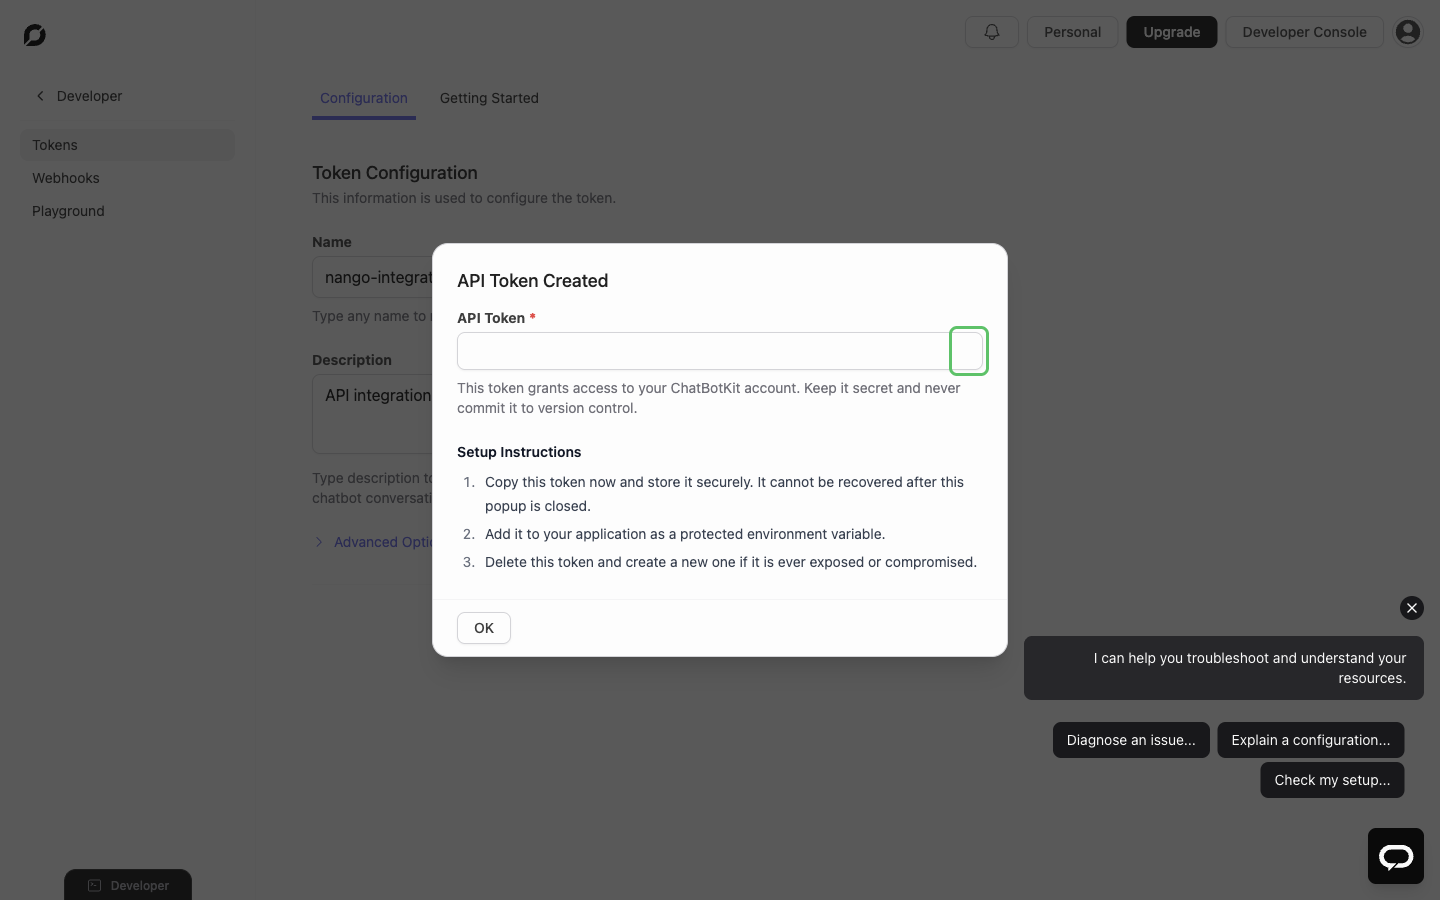 Personal
Upgrade
Developer Console
Developer
Configuration
Getting Started
Tokens
Webhooks
Playground
Token Configuration
This information is used to configure the token.
Name
nango-integrat
Type any name to
Description
API integration
Type description to
chatbot conversati
Advanced Optio
API Token Created
API Token *
This token grants access to your ChatBotKit account. Keep it secret and never
commit it to version control.
Setup Instructions
1. Copy this token now and store it securely. It cannot be recovered after this
popup is closed.
2. Add it to your application as a protected environment variable.
3. Delete this token and create a new one if it is ever exposed or compromised.
OK
I can help you troubleshoot and understand your
resources.
Diagnose an issue...
Explain a configuration...
Check my setup...
Developer